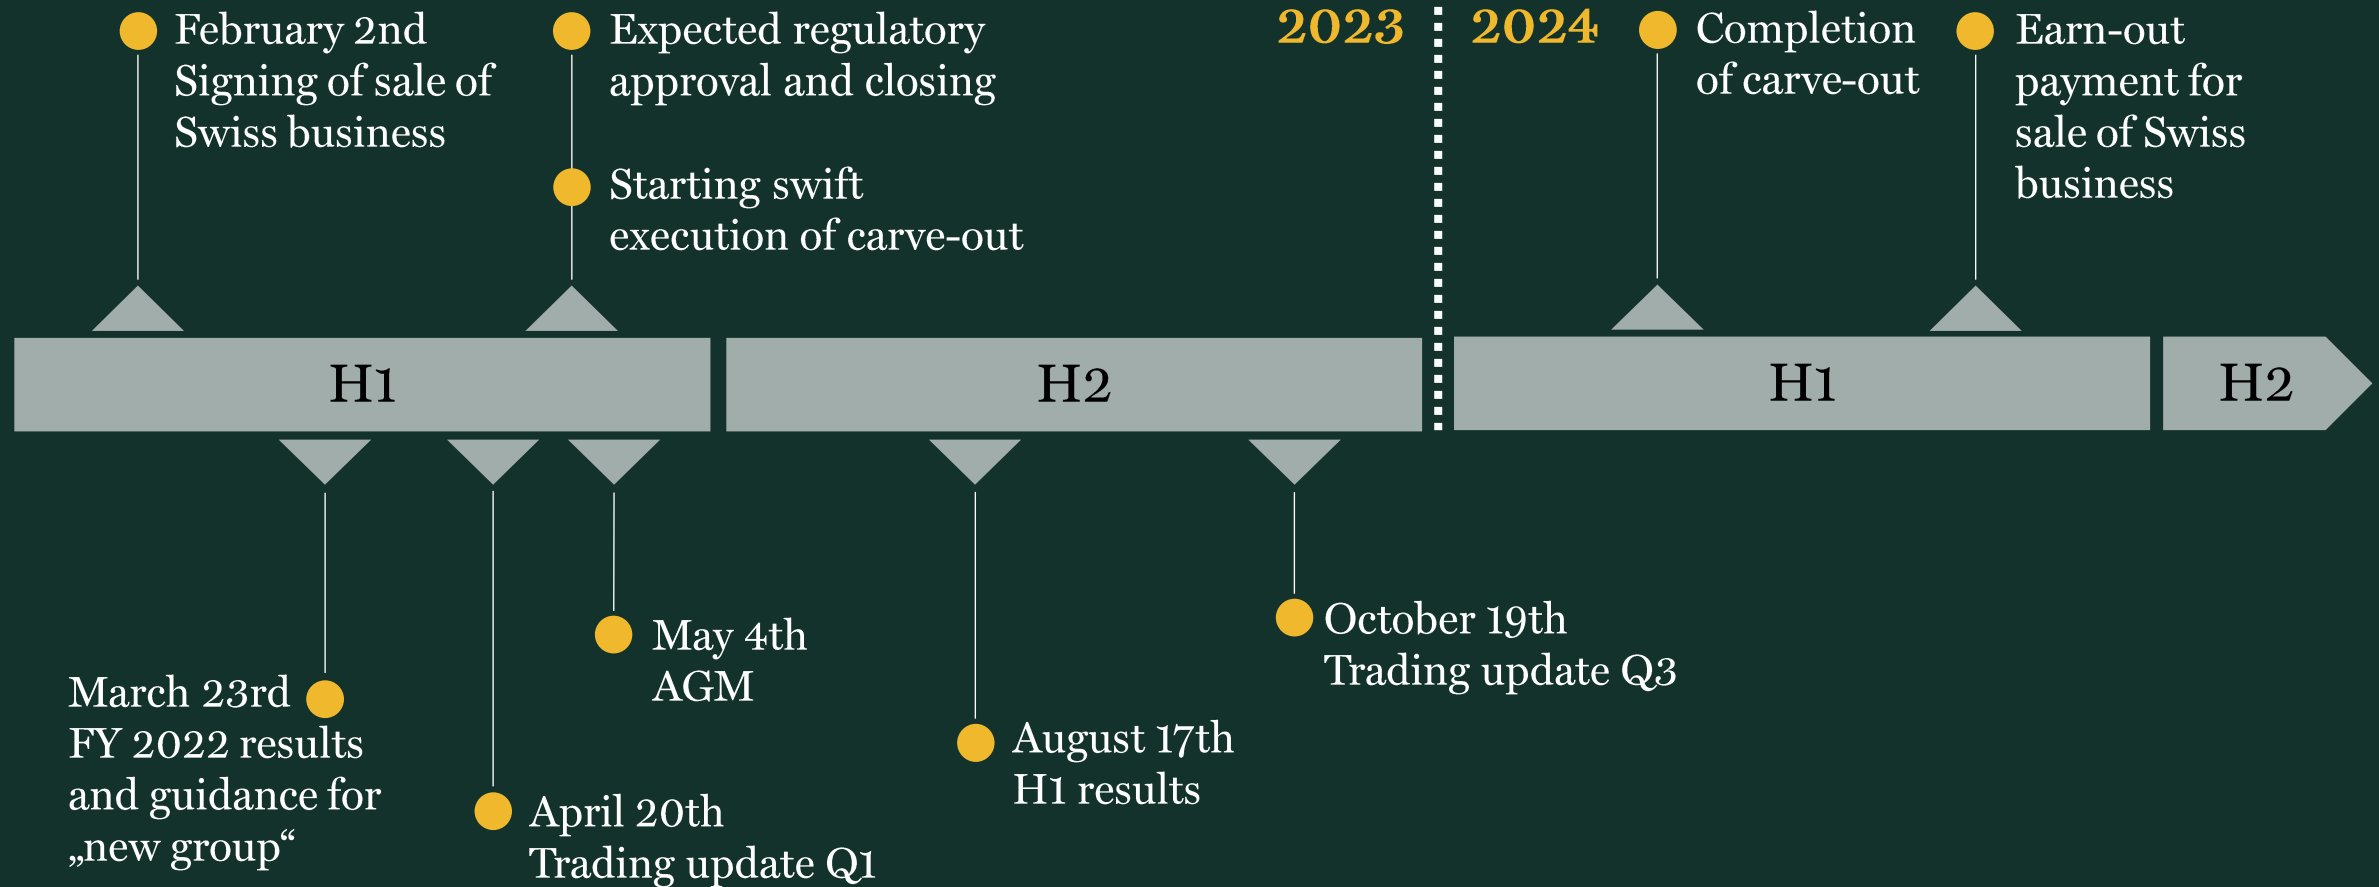 February 2nd
Signing of sale of
Swiss business
Expected regulatory
approval and closing
Starting swift
execution of carve-out
2023
2024
Completion
of carve-out
Earn-out
payment for
sale of Swiss
business
H1
H2
H1
H2
March 23rd
FY 2022 results
and guidance for
„new group“
April 20th
Trading update Q1
May 4th
AGM
August 17th
H1 results
October 19th
Trading update Q3